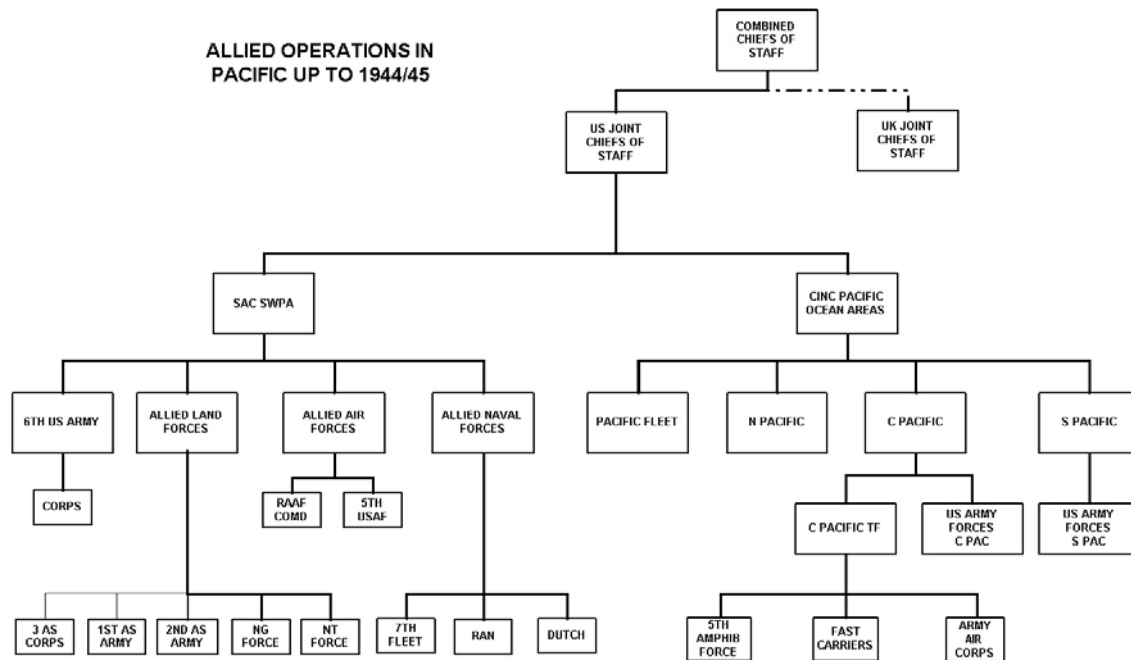 ALLIED OPERATIONS IN
PACIFIC UP TO 1944/45
COMBINED
CHIEFS OF
STAFF
US JOINT
CHIEFS OF
STAFF
UK JOINT
CHIEFS OF
STAFF
SAC SWPA
CINC PACIFIC
OCEAN AREAS
6TH US ARMY
ALLIED LAND
FORCES
ALLIED AIR
FORCES
ALLIED NAVAL
FORCES
PACIFIC FLEET
N PACIFIC
C PACIFIC
S PACIFIC
CORPS
RAAF
COMD
5TH
USAF
C PACIFIC TF
US ARMY
FORCES
C PAC
US ARMY
FORCES
S PAC
3 AS
CORPS
1ST AS
ARMY
2ND AS
ARMY
NG
FORCE
NT
FORCE
7TH
FLEET
RAN
DUTCH
5TH
AMPHIB
FORCE
FAST
CARRIERS
ARMY
AIR
CORPS